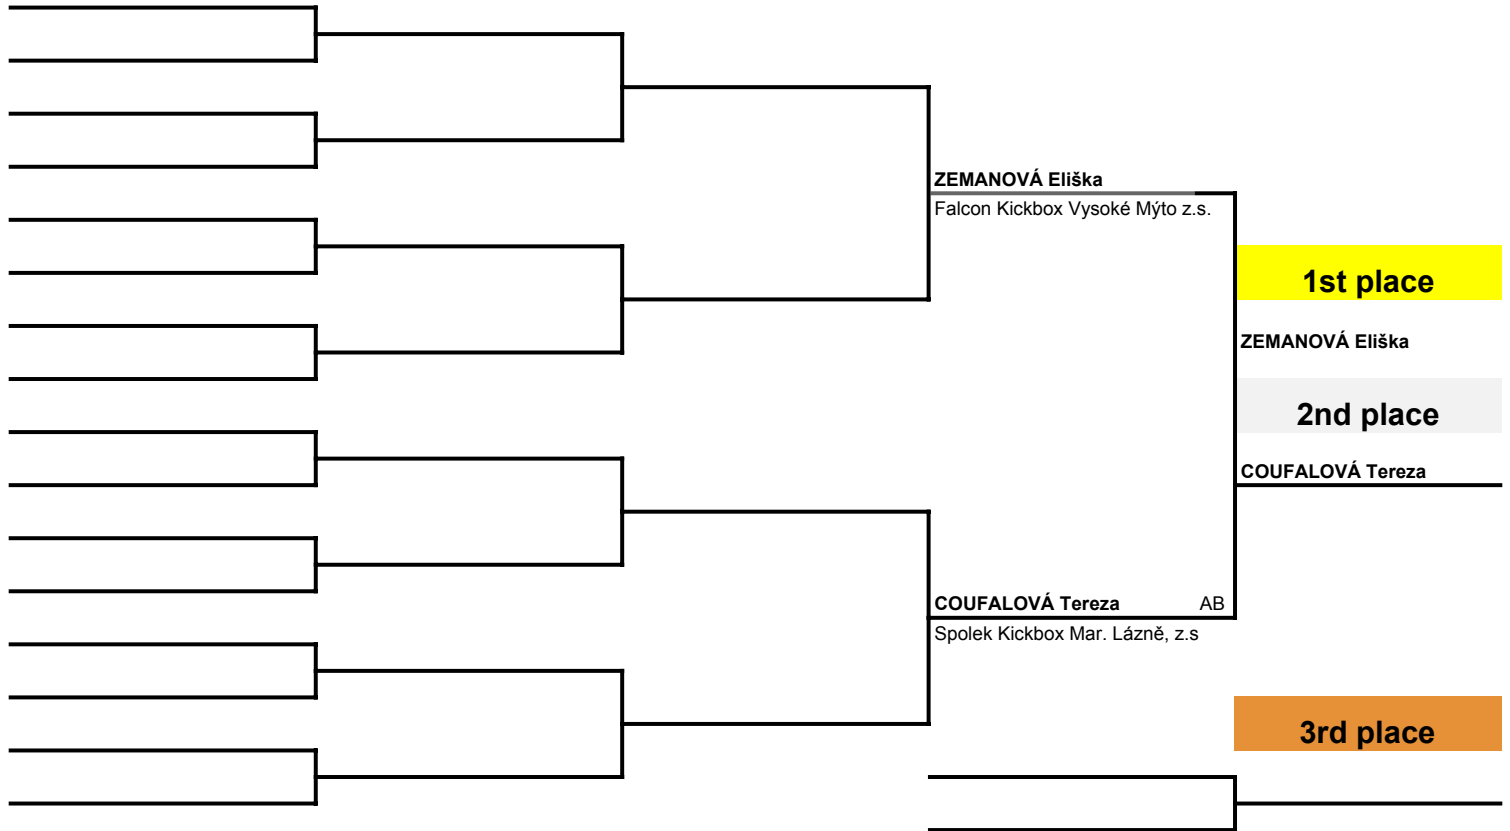 ZEMANOVÁ Eliška
Falcon Kickbox Vysoké Mýto z.s.
1st place
ZEMANOVÁ Eliška
2nd place
COUFALOVÁ Tereza
COUFALOVÁ Tereza AB
Spolek Kickbox Mar. Lázně, z.s
3rd place